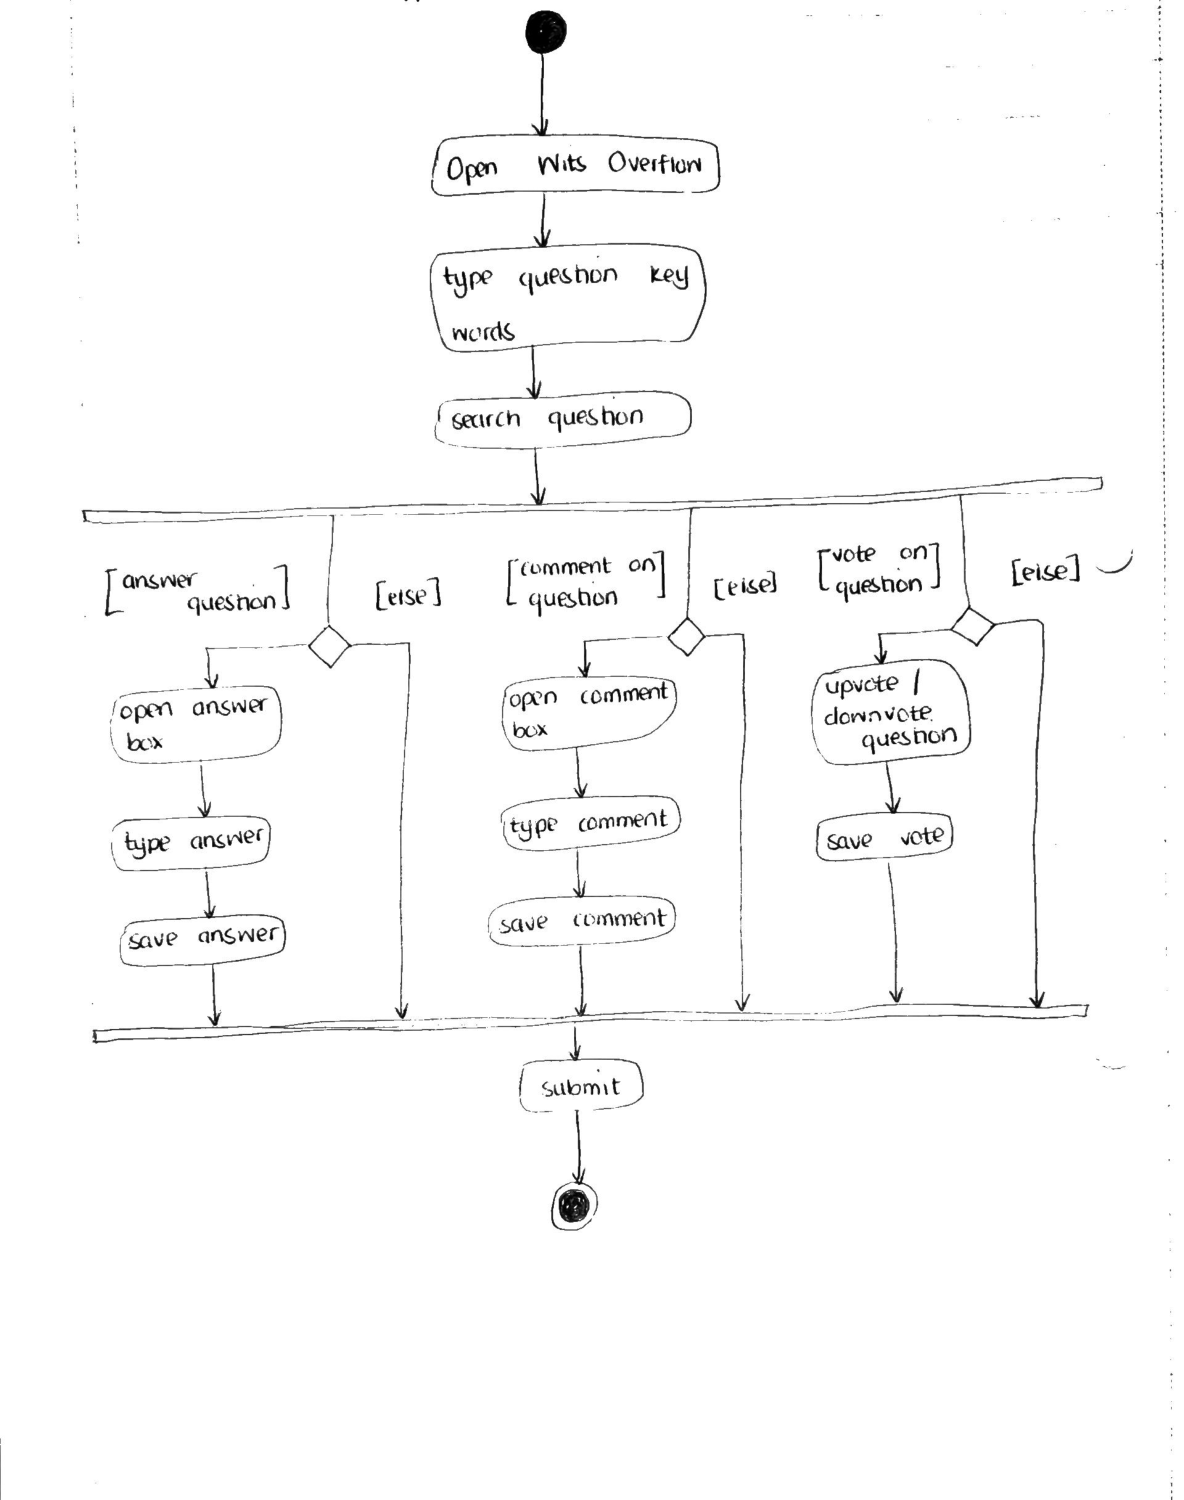 Open Wits Overflow
type question key
words
search question
[answer
question]
[else]
[comment on
question]
[else]
[vote on
question]
[else]
open answer
box
type answer
save answer
open comment
box
type comment
save comment
upvote /
downvote
question
save vote
submit